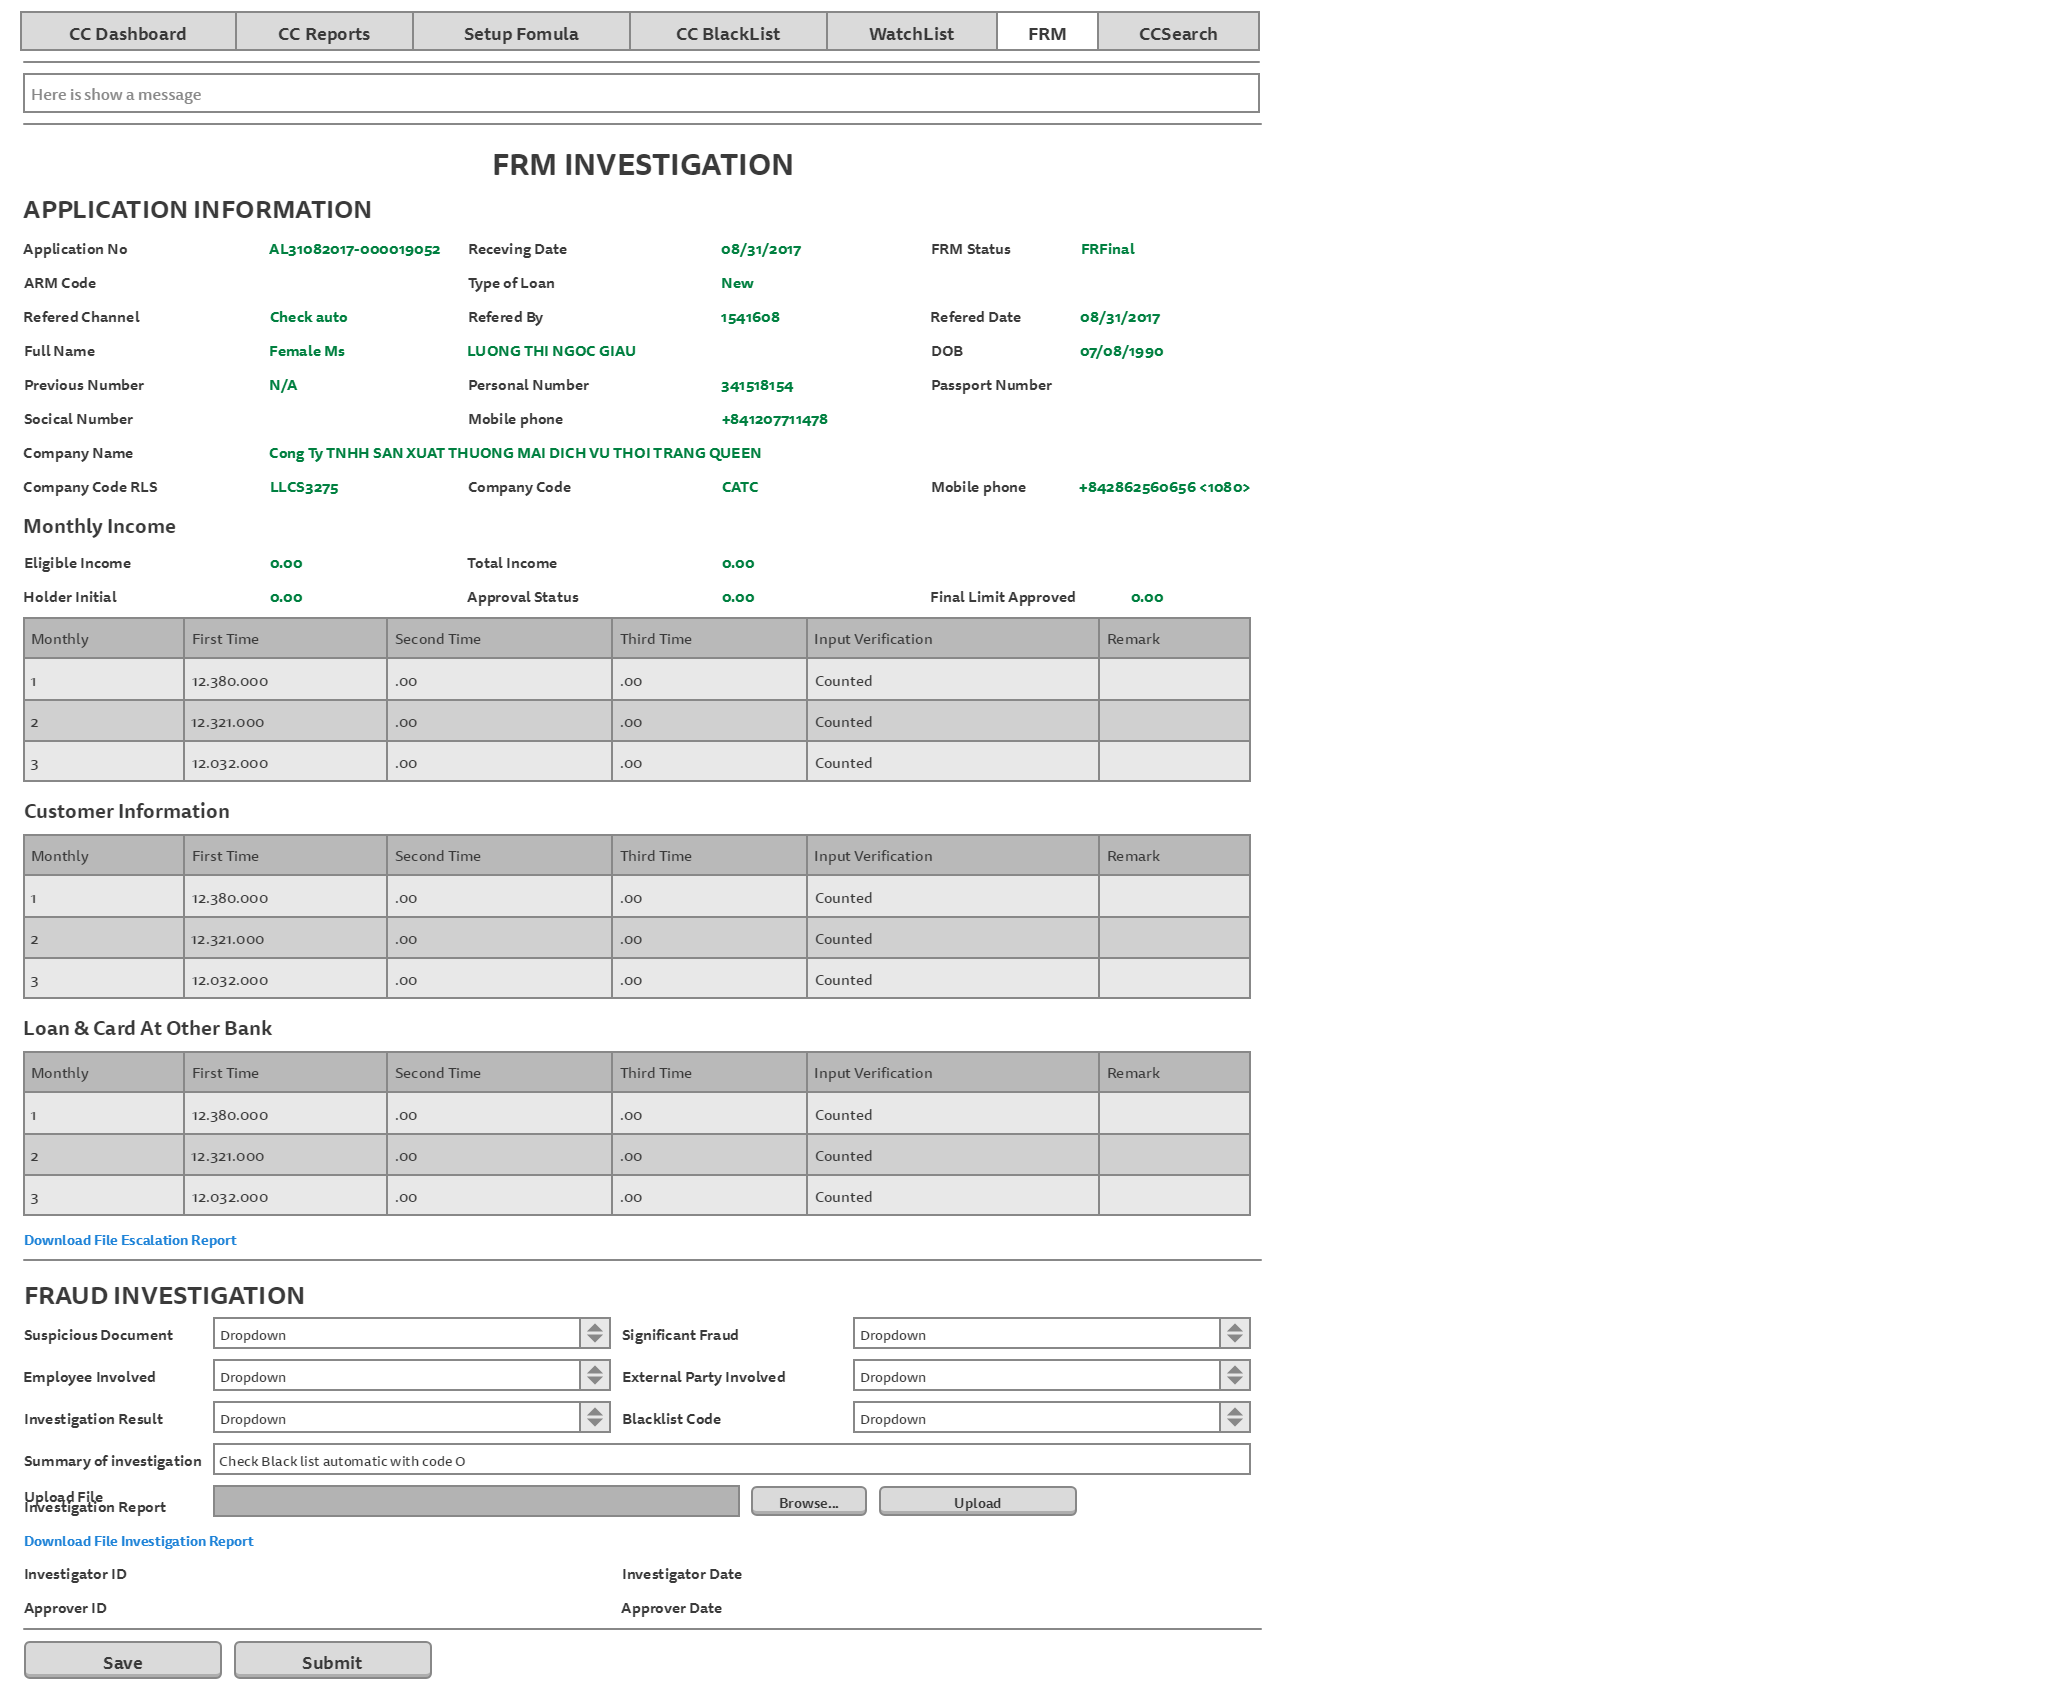 CC Dashboard CC Reports Setup Fomula CC BlackList WatchList FRM CCSearch
Here is show a message
FRM INVESTIGATION
APPLICATION INFORMATION
Application No AL31082017-000019052 Receving Date 08/31/2017 FRM Status FRFinal
ARM Code Type of Loan New
Refered Channel Check auto Refered By 1541608 Refered Date 08/31/2017
Full Name Female Ms LUONG THI NGOC GIAU DOB 07/08/1990
Previous Number N/A Personal Number 341518154 Passport Number
Socical Number Mobile phone +841207711478
Company Name Cong Ty TNHH SAN XUAT THUONG MAI DICH VU THOI TRANG QUEEN
Company Code RLS LLCS3275 Company Code CATC Mobile phone +842862560656 <1080>
Monthly Income
Eligible Income 0.00 Total Income 0.00
Holder Initial 0.00 Approval Status 0.00 Final Limit Approved 0.00
Monthly First Time Second Time Third Time Input Verification Remark
1 12.380.000 .00 .00 Counted
2 12.321.000 .00 .00 Counted
3 12.032.000 .00 .00 Counted
Customer Information
Monthly First Time Second Time Third Time Input Verification Remark
1 12.380.000 .00 .00 Counted
2 12.321.000 .00 .00 Counted
3 12.032.000 .00 .00 Counted
Loan & Card At Other Bank
Monthly First Time Second Time Third Time Input Verification Remark
1 12.380.000 .00 .00 Counted
2 12.321.000 .00 .00 Counted
3 12.032.000 .00 .00 Counted
Download File Escalation Report
FRAUD INVESTIGATION
Suspicious Document Dropdown Significant Fraud Dropdown
Employee Involved Dropdown External Party Involved Dropdown
Investigation Result Dropdown Blacklist Code Dropdown
Summary of investigation Check Black list automatic with code O
Upload File
Investigation Report Browse... Upload
Download File Investigation Report
Investigator ID Investigator Date
Approver ID Approver Date
Save Submit